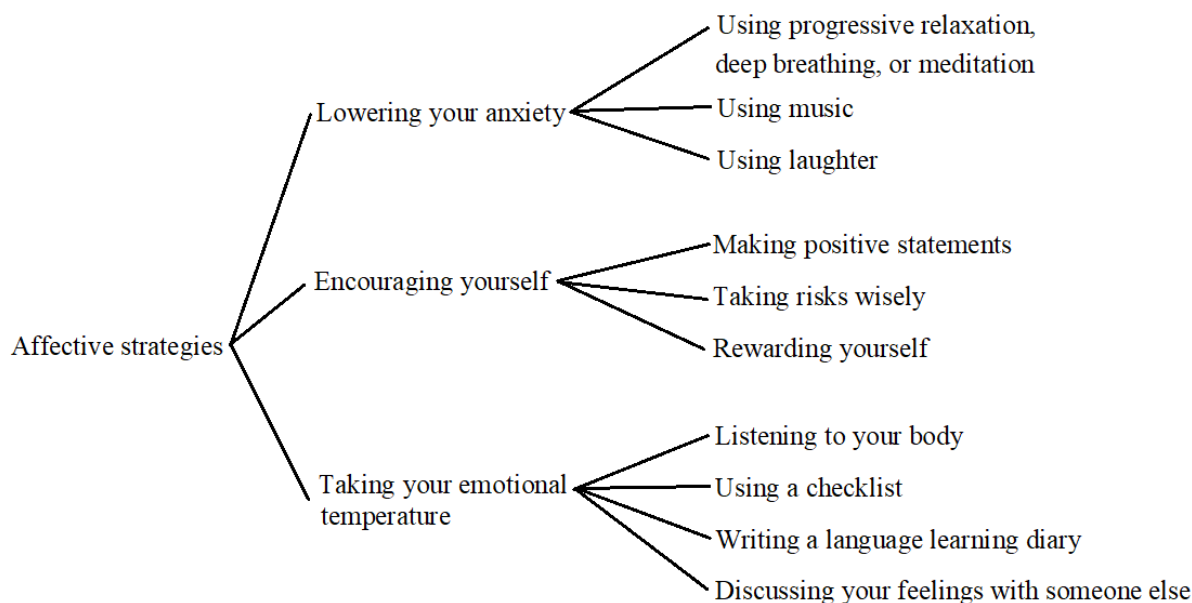 Affective strategies
Lowering your anxiety
Using progressive relaxation,
deep breathing, or meditation
Using music
Using laughter
Encouraging yourself
Making positive statements
Taking risks wisely
Rewarding yourself
Taking your emotional
temperature
Listening to your body
Using a checklist
Writing a language learning diary
Discussing your feelings with someone else